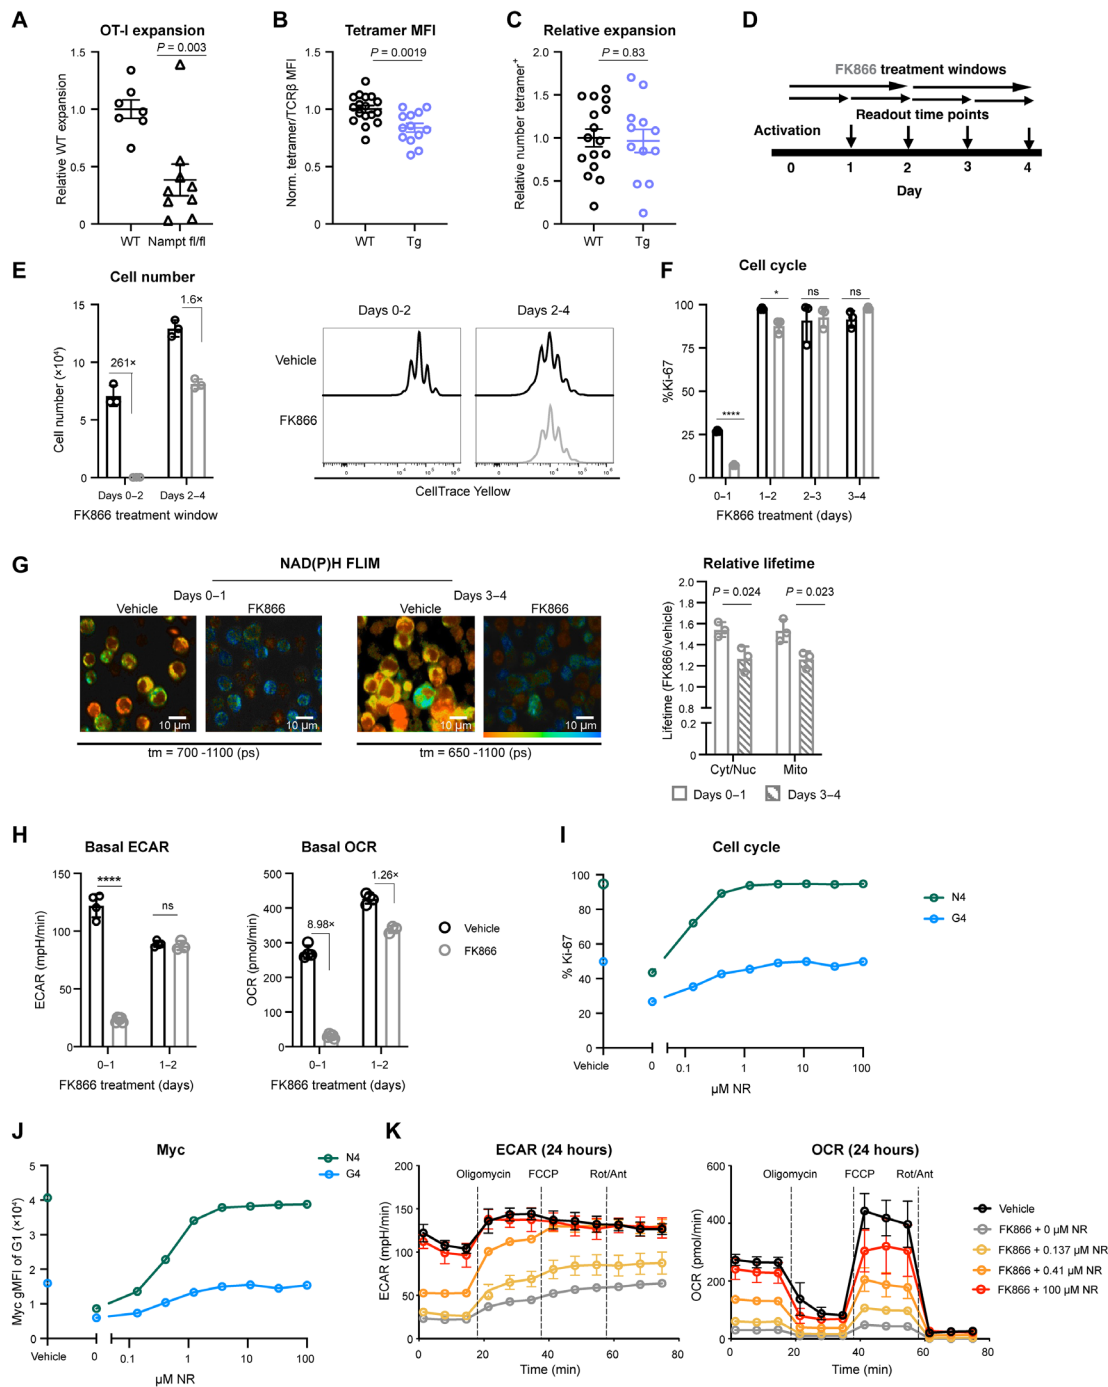 A
OT-I expansion
P = 0.003
Relative WT expansion
1.5
1.0
0.5
0
WT
Nampt fl/fl
B
Tetramer MFI
P = 0.0019
Norm. tetramer/TCRβ MFI
1.5
1.0
0.5
0
WT
Tg
C
Relative expansion
P = 0.83
Relative number tetramer+
2.0
1.5
1.0
0.5
0
WT
Tg
D
FK866 treatment windows
Readout time points
Activation
0 1 2 3 4
Day
E
Cell number
Cell number (×10⁴)
15
10
5
0
261×
1.6×
Days 0–2
Days 2–4
FK866 treatment window
Days 0-2
Days 2-4
Vehicle
FK866
CellTrace Yellow
F
Cell cycle
%Ki-67
100
75
50
25
0
****
*
ns
ns
0–1
1–2
2–3
3–4
FK866 treatment (days)
G
NAD(P)H FLIM
Days 0–1
Days 3–4
Vehicle
FK866
Vehicle
FK866
10 μm
10 μm
10 μm
10 μm
tm = 700 -1100 (ps)
tm = 650 -1100 (ps)
Relative lifetime
P = 0.024
P = 0.023
Lifetime (FK866/vehicle)
2.0
1.8
1.6
1.4
1.2
1.0
0.8
0.2
0
Cyt/Nuc
Mito
Days 0–1
Days 3–4
H
Basal ECAR
ECAR (mpH/min)
150
100
50
0
****
ns
0–1
1–2
FK866 treatment (days)
Basal OCR
OCR (pmol/min)
500
400
300
200
100
0
8.98×
1.26×
0–1
1–2
FK866 treatment (days)
Vehicle
FK866
I
Cell cycle
% Ki-67
100
80
60
40
20
0
Vehicle
0
0.1
1
10
100
μM NR
N4
G4
J
Myc
Myc gMFI of G1 (×10⁴)
5
4
3
2
1
0
Vehicle
0
0.1
1
10
100
μM NR
N4
G4
K
ECAR (24 hours)
ECAR (mpH/min)
200
150
100
50
0
Oligomycin
FCCP
Rot/Ant
0
20
40
60
80
Time (min)
OCR (24 hours)
OCR (pmol/min)
600
400
200
0
Oligomycin
FCCP
Rot/Ant
0
20
40
60
80
Time (min)
Vehicle
FK866 + 0 μM NR
FK866 + 0.137 μM NR
FK866 + 0.41 μM NR
FK866 + 100 μM NR